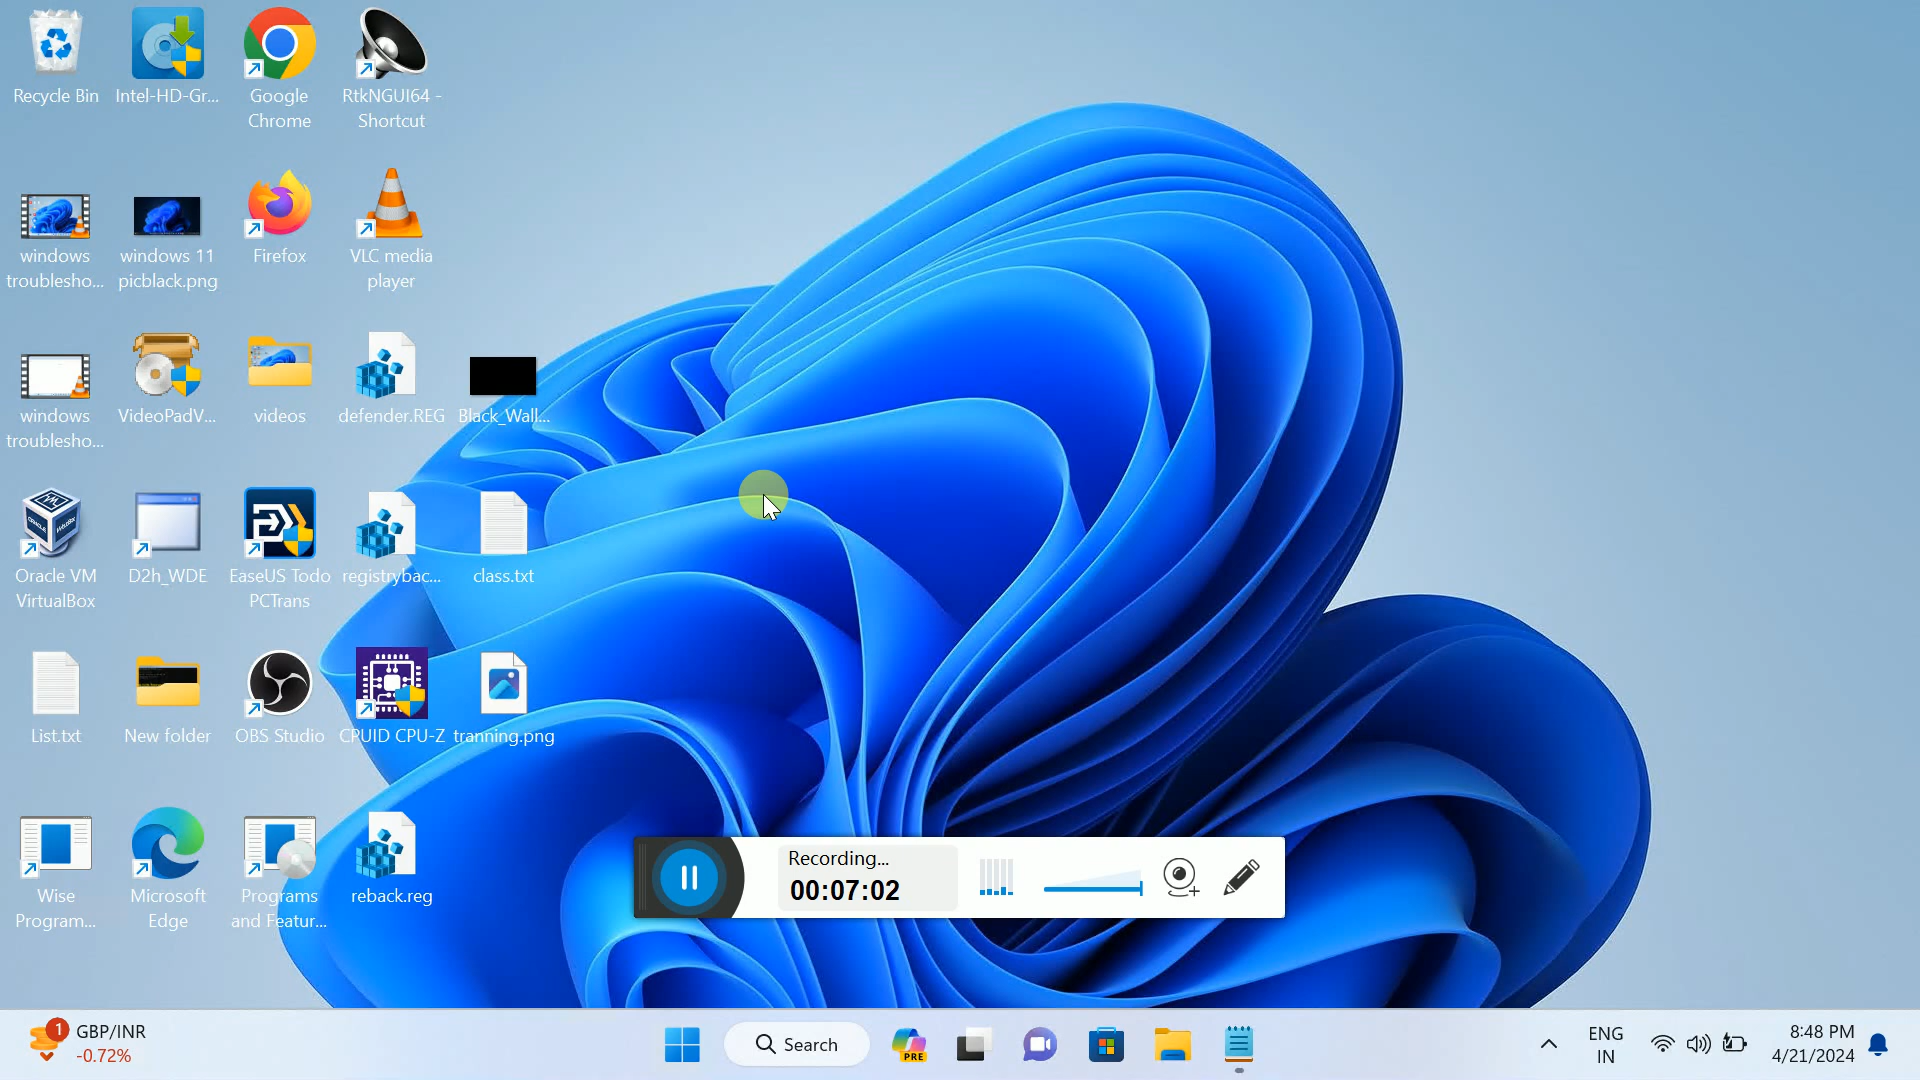 Recycle Bin
Intel-HD-Gr...
Google
Chrome
RtkNGUI64 -
Shortcut
windows
troublesho...
windows 11
picblack.png
Firefox
VLC media
player
windows
troublesho...
VideoPadV...
videos
defender.REG
Black_Wall...
Oracle VM
VirtualBox
D2h_WDE
EaseUS Todo
PCTrans
registrybac...
class.txt
List.txt
New folder
OBS Studio
CPUID CPU-Z
tranning.png
Wise
Program...
Microsoft
Edge
Programs
and Featur...
reback.reg
Recording...
00:07:02
1
GBP/INR
-0.72%
Search
PRE
ENG
IN
8:48 PM
4/21/2024